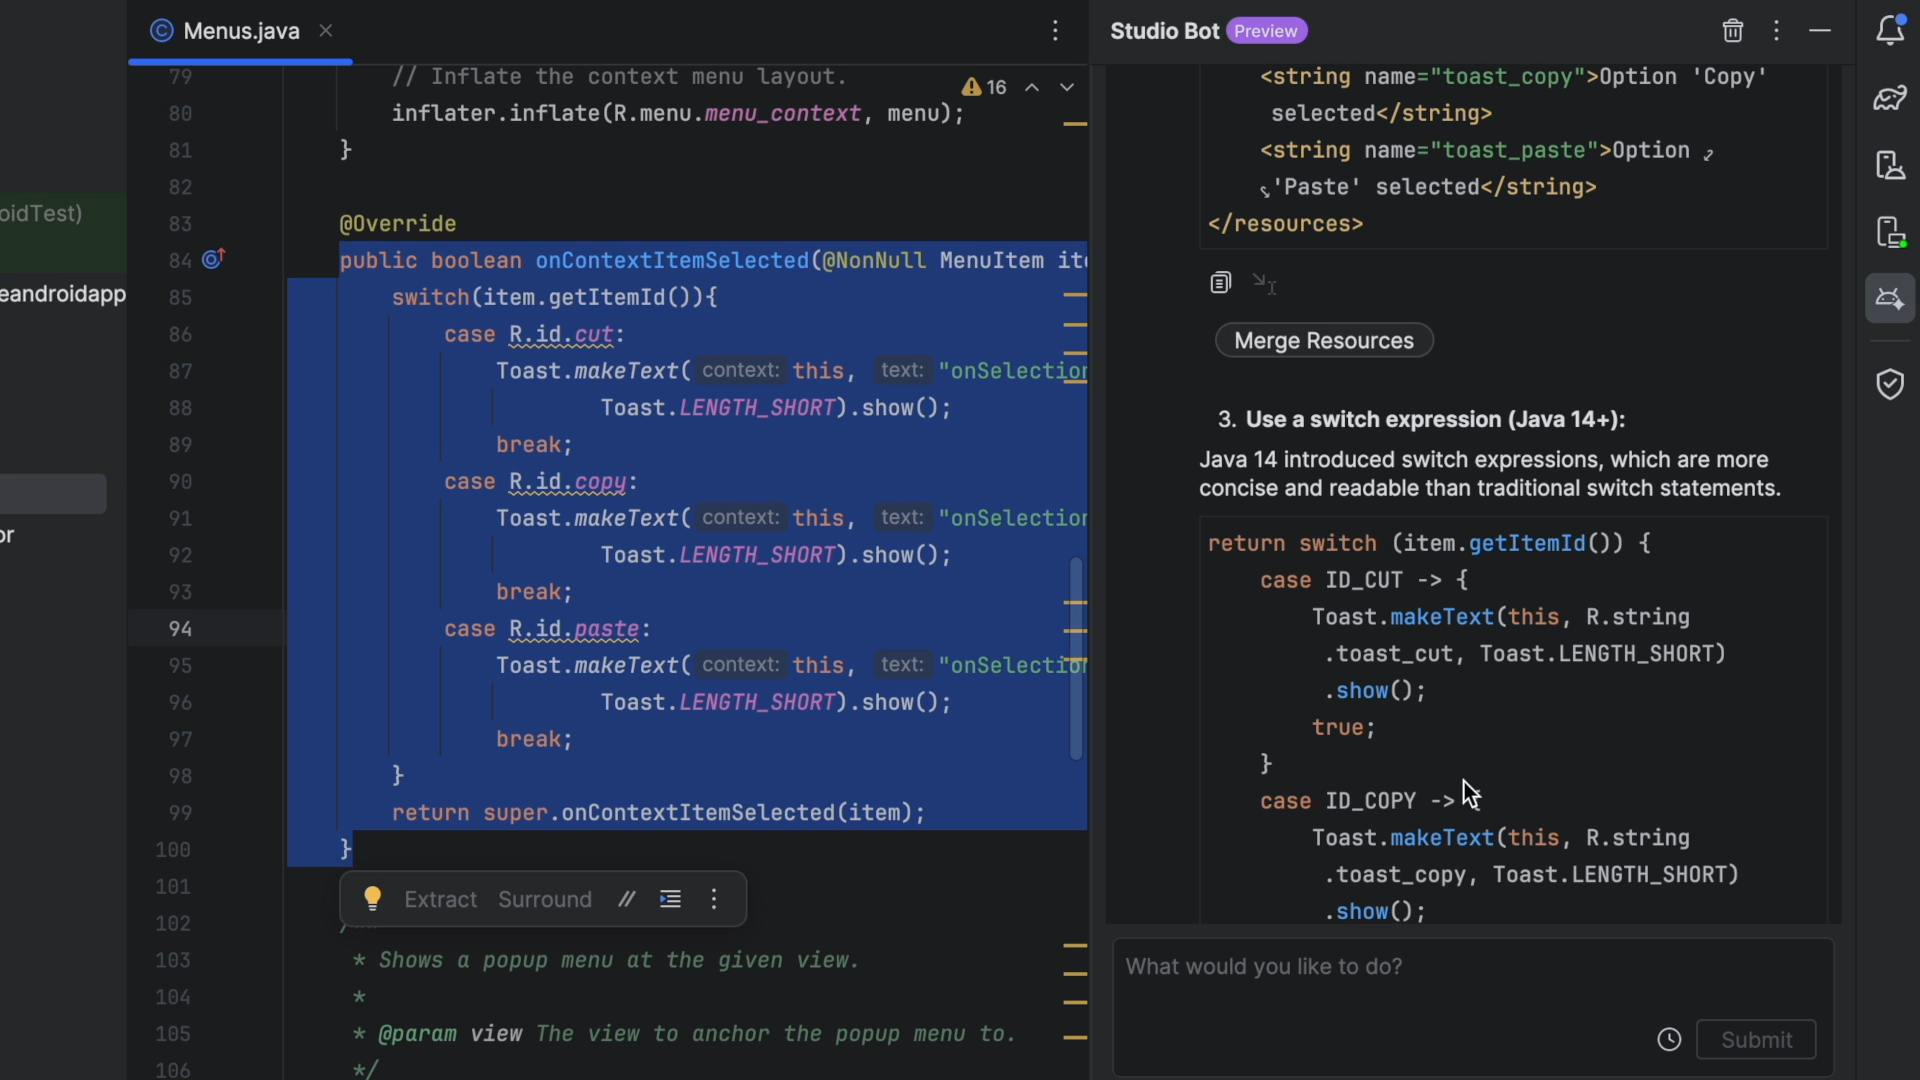 oidTest)
eandroidapp
or
Menus.java
16
79 // Inflate the context menu layout.
80 inflater.inflate(R.menu.menu_context, menu);
81 }
82
83 @Override
84 public boolean onContextItemSelected(@NonNull MenuItem ite
85 switch(item.getItemId()){
86 case R.id.cut:
87 Toast.makeText( context: this, text: "onSelection
88 Toast.LENGTH_SHORT).show();
89 break;
90 case R.id.copy:
91 Toast.makeText( context: this, text: "onSelection
92 Toast.LENGTH_SHORT).show();
93 break;
94 case R.id.paste:
95 Toast.makeText( context: this, text: "onSelection
96 Toast.LENGTH_SHORT).show();
97 break;
98 }
99 return super.onContextItemSelected(item);
100 }
101
Extract Surround //
102
103 * Shows a popup menu at the given view.
104 *
105 * @param view The view to anchor the popup menu to.
106 */
Studio Bot Preview
<string name="toast_copy">Option 'Copy'
selected</string>
<string name="toast_paste">Option
'Paste' selected</string>
</resources>
Merge Resources
3. Use a switch expression (Java 14+):
Java 14 introduced switch expressions, which are more
concise and readable than traditional switch statements.
return switch (item.getItemId()) {
case ID_CUT -> {
Toast.makeText(this, R.string
.toast_cut, Toast.LENGTH_SHORT)
.show();
true;
}
case ID_COPY -> {
Toast.makeText(this, R.string
.toast_copy, Toast.LENGTH_SHORT)
.show();
What would you like to do?
Submit